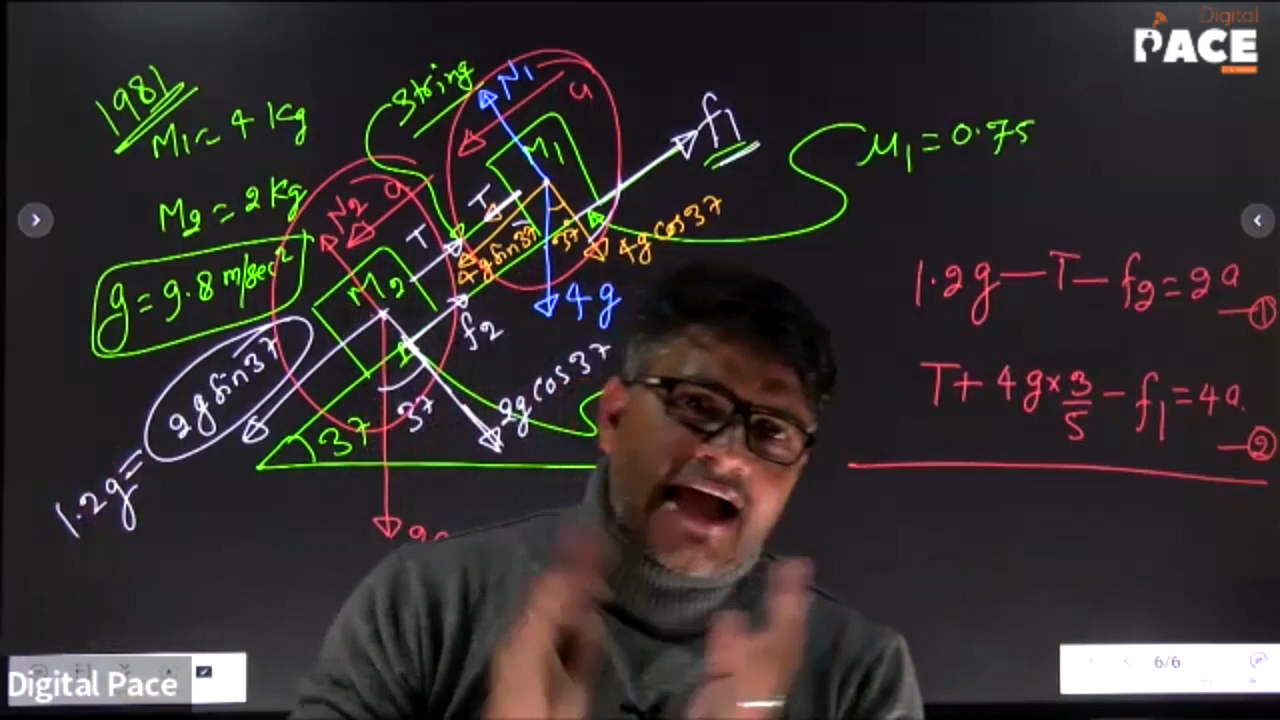 Digital
PACE
1981
M1 = 4 Kg
M2 = 2 Kg
g = 9.8 m/sec²
String
N1
a
M1
f1
μ1 = 0.75
T
4g sin37
37
4g cos37
4g
N2
a
T
M2
f2
2g cos37
37
37
2g sin37
1.2g =
1.2g - T - f2 = 2a
①
T + 4g × 3/5 - f1 = 4a.
②
6/6
Digital Pace